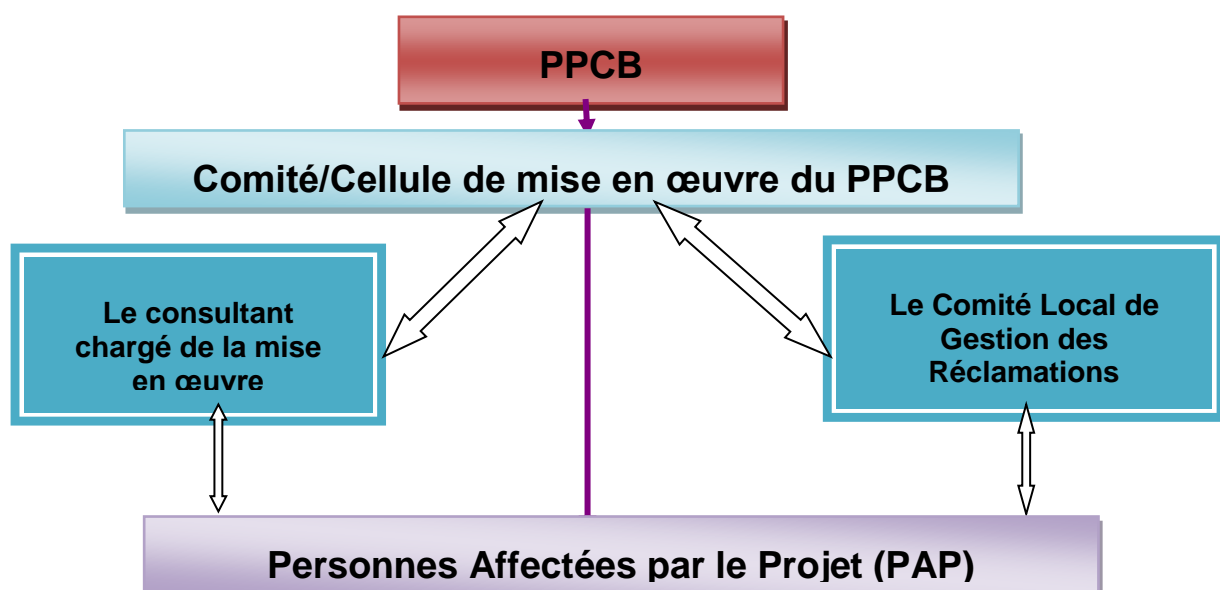 PPCB
Comité/Cellule de mise en œuvre du PPCB
Le consultant
chargé de la mise
en œuvre
Le Comité Local de
Gestion des
Réclamations
Personnes Affectées par le Projet (PAP)